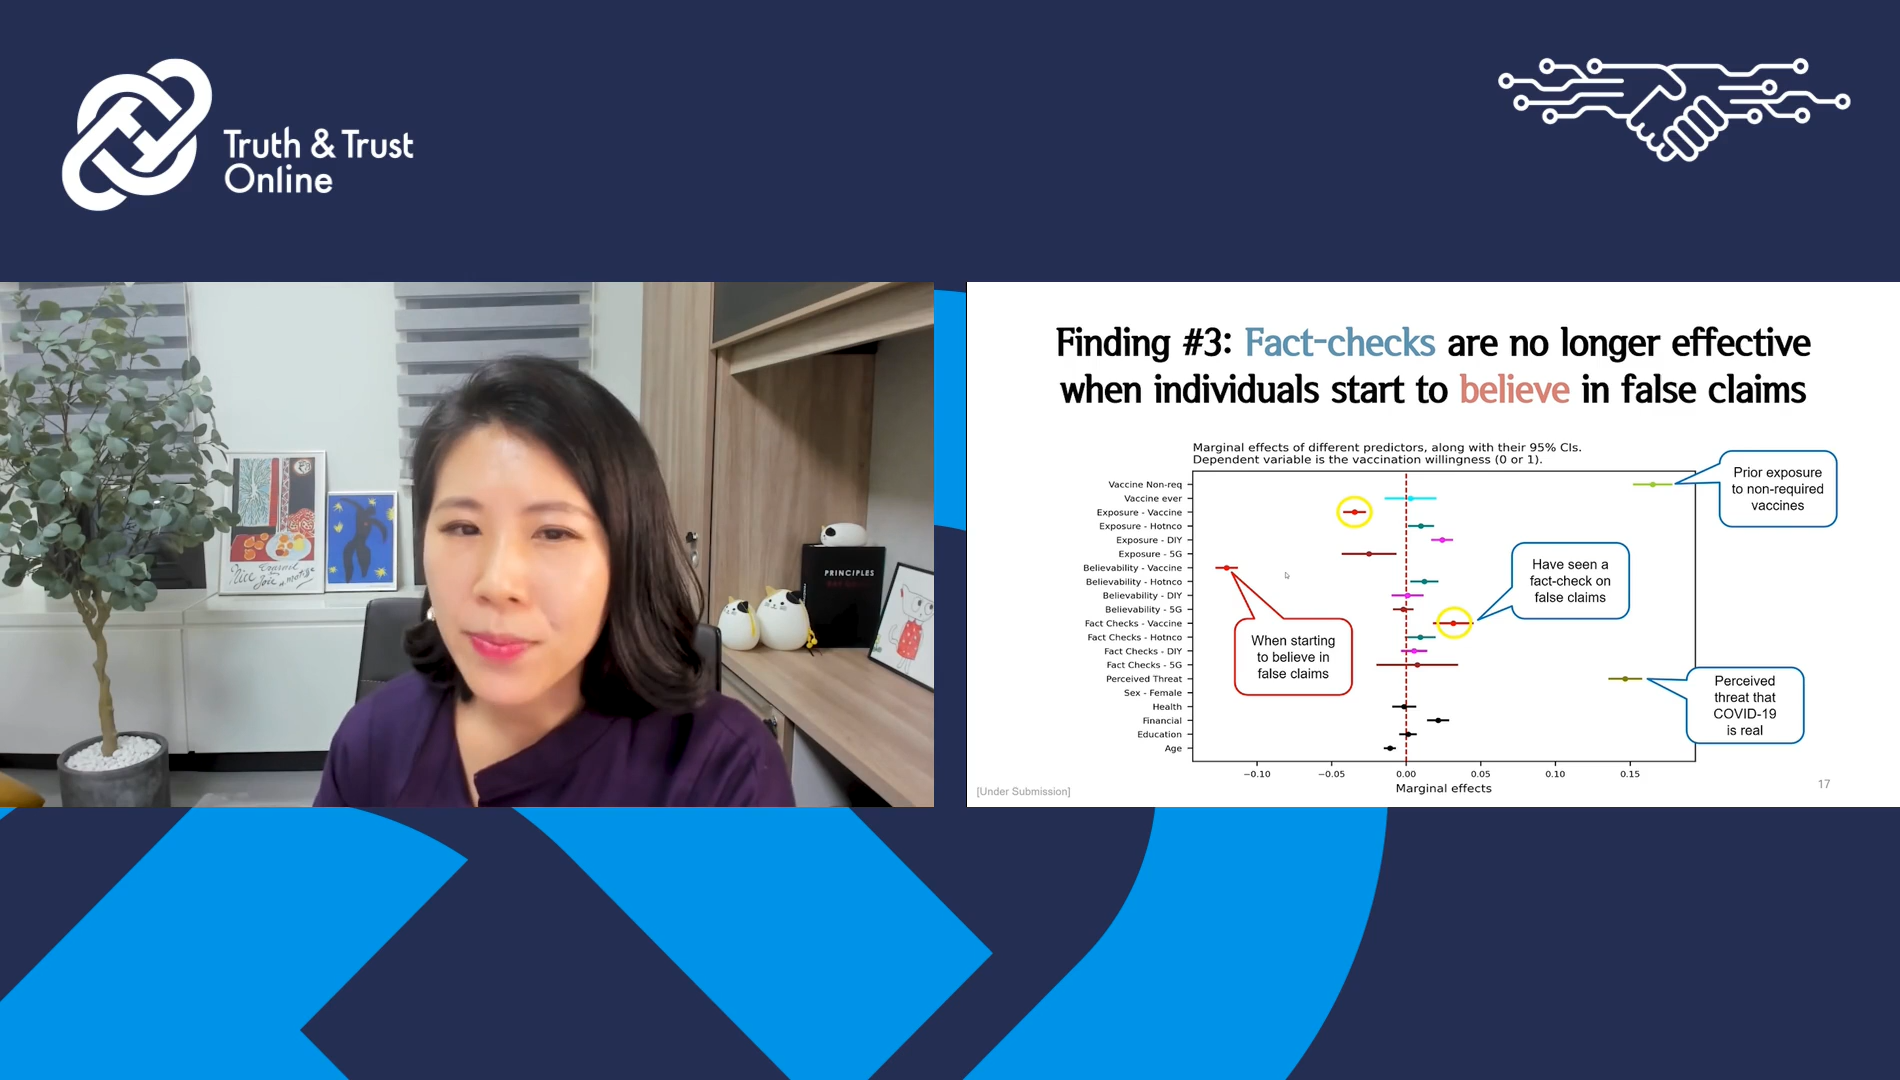 Truth & Trust
Online
Nice
PRINCIPLES
Finding #3: Fact-checks are no longer effective
when individuals start to believe in false claims
Marginal effects of different predictors, along with their 95% CIs.
Dependent variable is the vaccination willingness (0 or 1).
Vaccine Non-req
Vaccine ever
Exposure - Vaccine
Exposure - Hotnco
Exposure - DIY
Exposure - 5G
Believability - Vaccine
Believability - Hotnco
Believability - DIY
Believability - 5G
Fact Checks - Vaccine
Fact Checks - Hotnco
Fact Checks - DIY
Fact Checks - 5G
Perceived Threat
Sex - Female
Health
Financial
Education
Age
−0.10
−0.05
0.00
0.05
0.10
0.15
Marginal effects
Prior exposure
to non-required
vaccines
Have seen a
fact-check on
false claims
When starting
to believe in
false claims
Perceived
threat that
COVID-19
is real
[Under Submission]
17